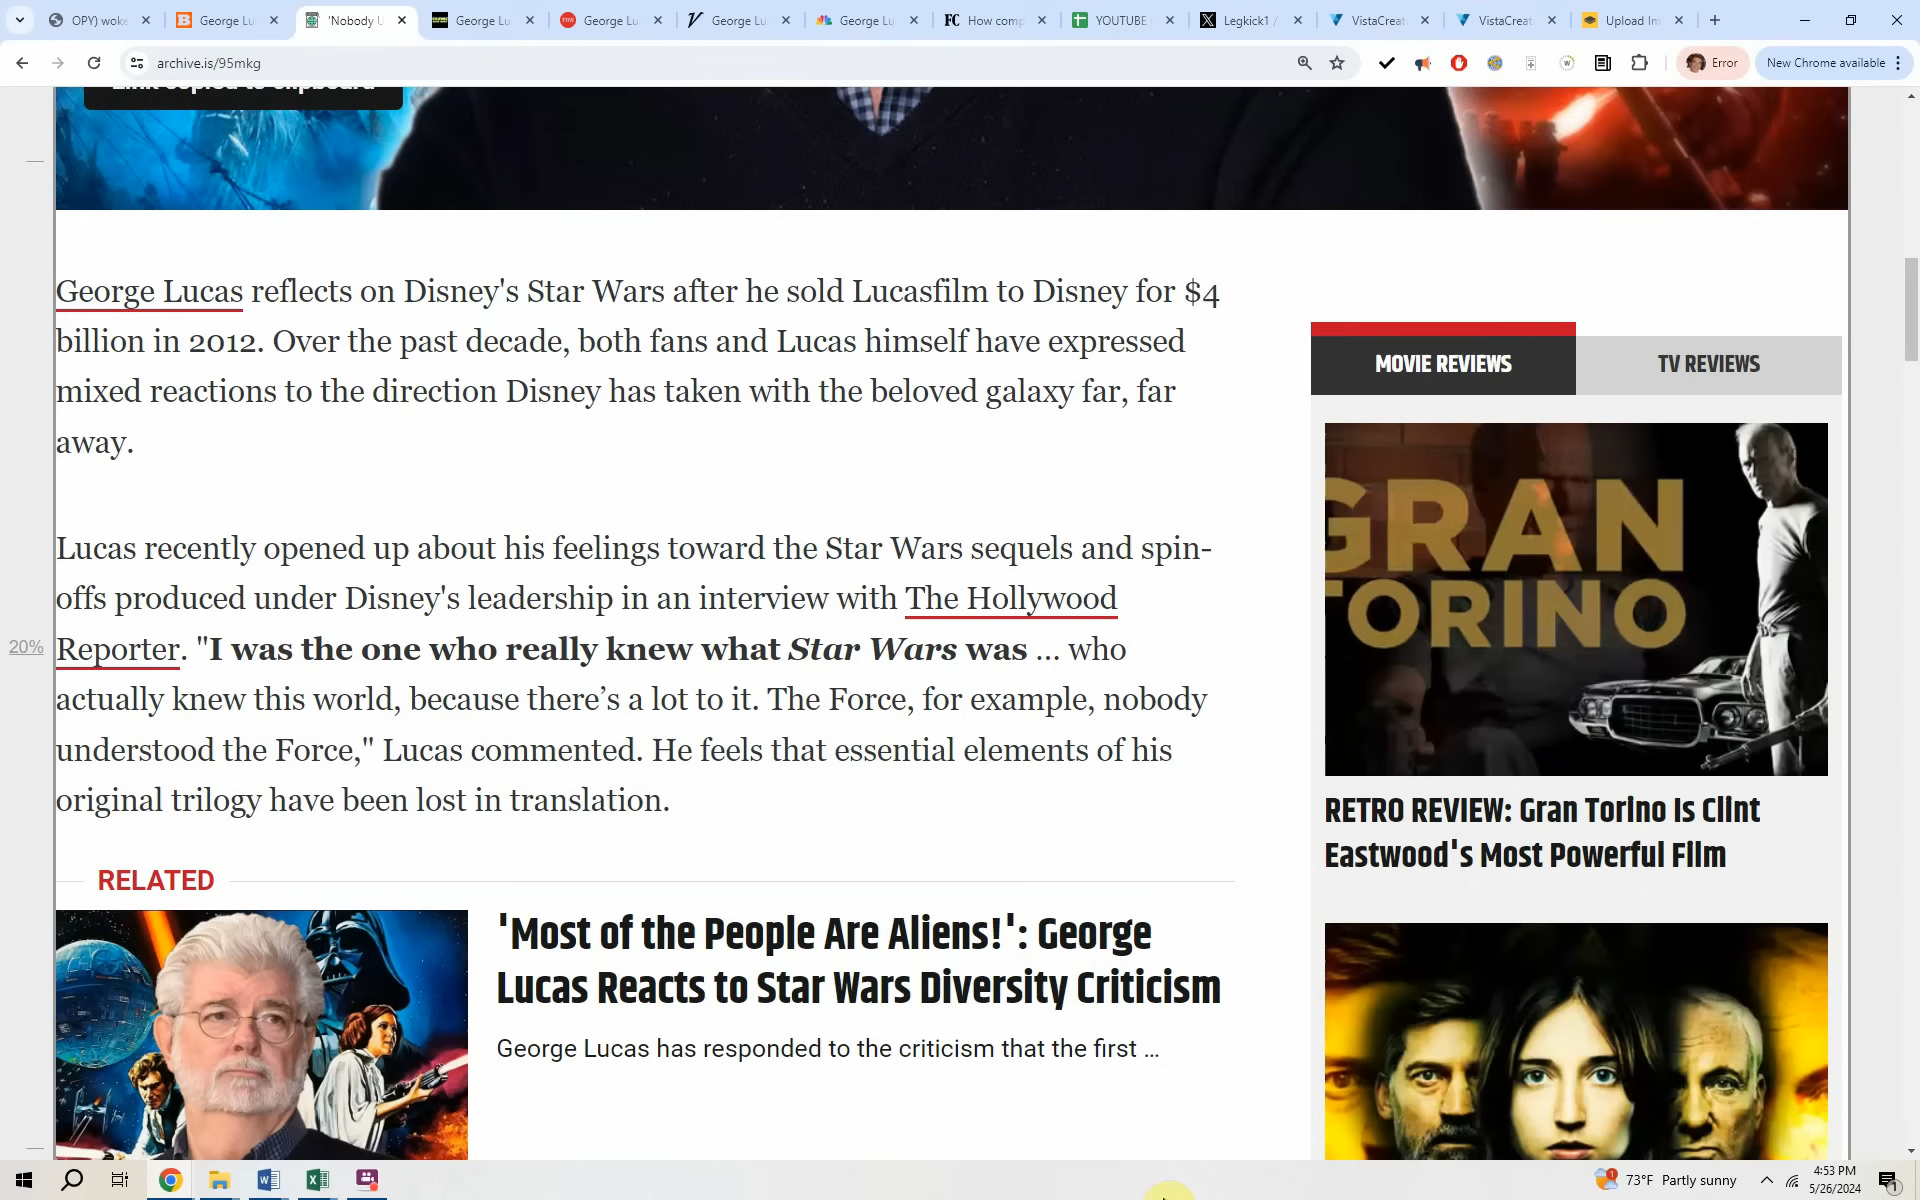 OPY) woke
George Lu
'Nobody U
George Lu
George Lu
George Lu
George Lu
How comp
YOUTUBE
Legkick1 /
VistaCreat
VistaCreat
Upload Im
archive.is/95mkg
Error
New Chrome available
Link copied to clipboard
George Lucas reflects on Disney's Star Wars after he sold Lucasfilm to Disney for $4
billion in 2012. Over the past decade, both fans and Lucas himself have expressed
mixed reactions to the direction Disney has taken with the beloved galaxy far, far
away.
Lucas recently opened up about his feelings toward the Star Wars sequels and spin-
offs produced under Disney's leadership in an interview with The Hollywood
Reporter. "I was the one who really knew what Star Wars was ... who
actually knew this world, because there’s a lot to it. The Force, for example, nobody
understood the Force," Lucas commented. He feels that essential elements of his
original trilogy have been lost in translation.
20%
RELATED
'Most of the People Are Aliens!': George
Lucas Reacts to Star Wars Diversity Criticism
George Lucas has responded to the criticism that the first ...
MOVIE REVIEWS
TV REVIEWS
GRAN
TORINO
RETRO REVIEW: Gran Torino Is Clint
Eastwood's Most Powerful Film
73°F Partly sunny
4:53 PM
5/26/2024